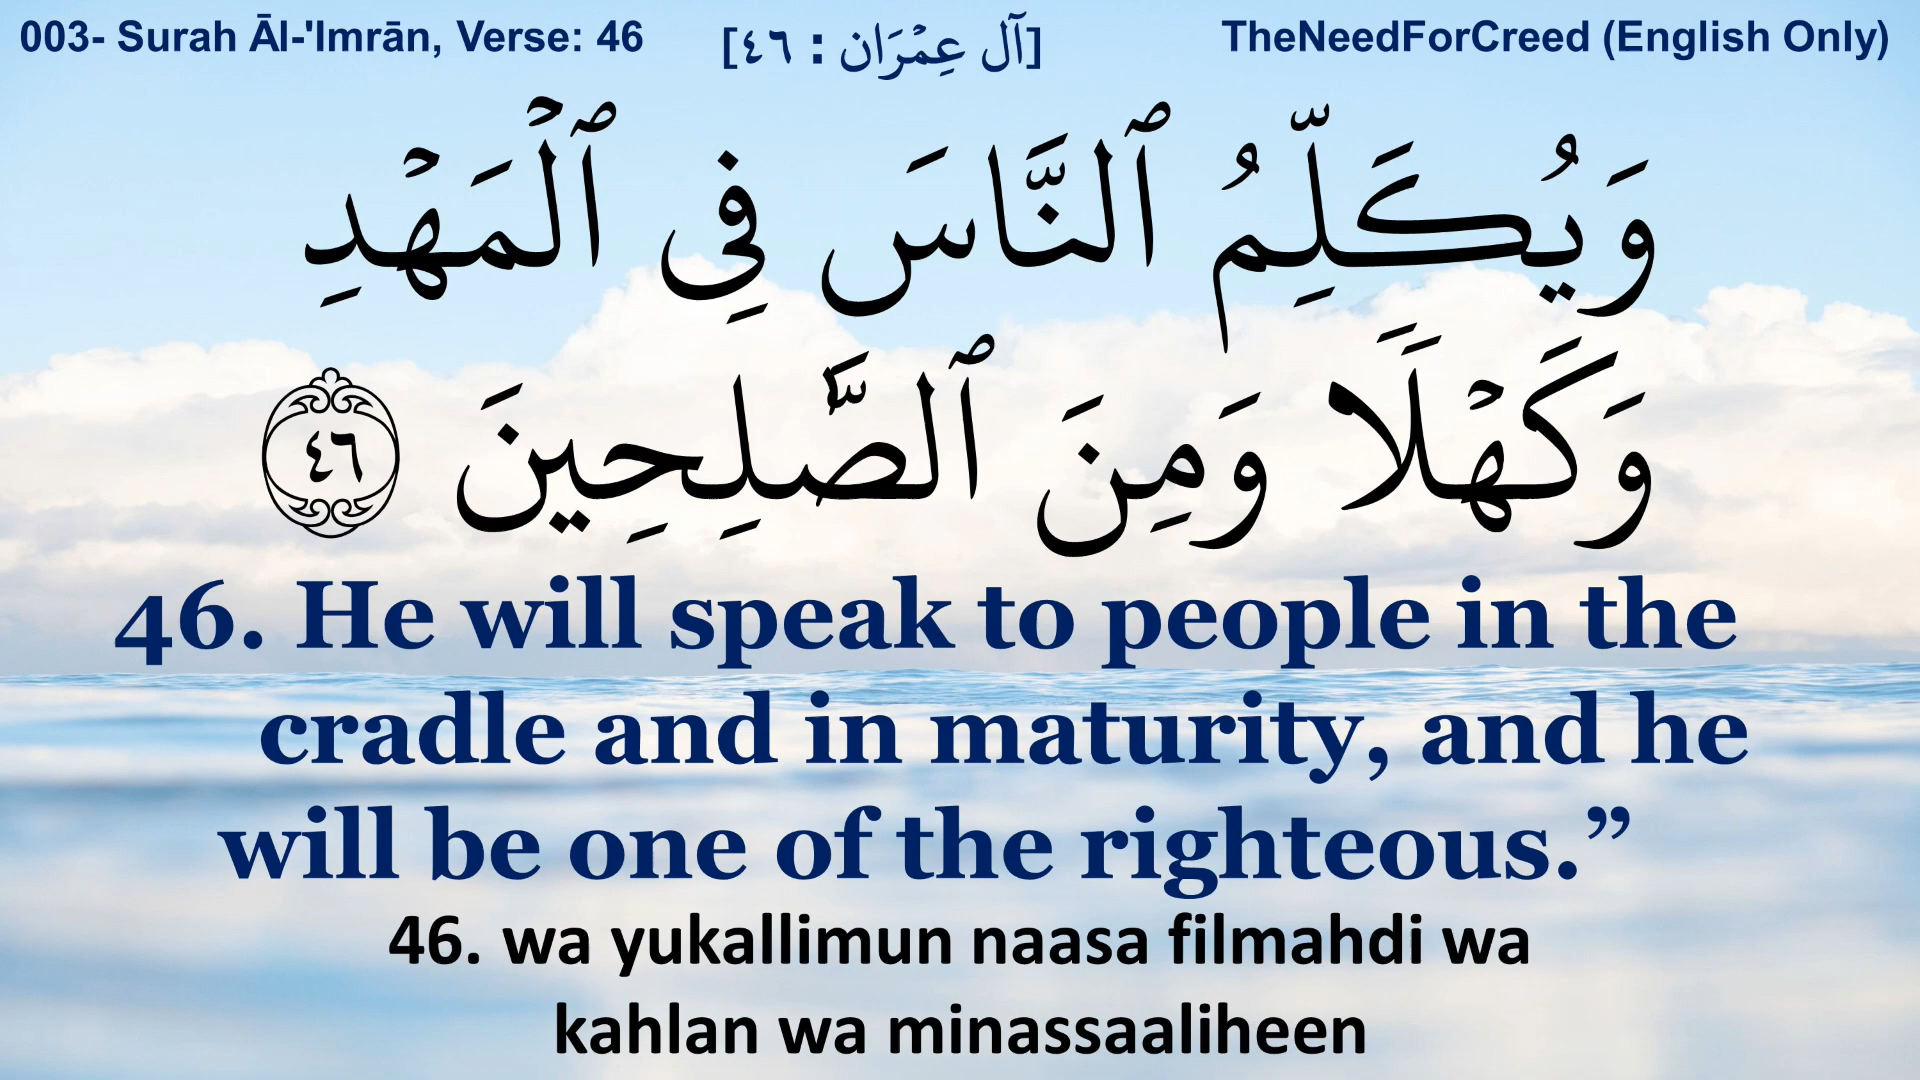 003- Surah Āl-'Imrān, Verse: 46
[آل عِمْرَان : ٤٦]
TheNeedForCreed (English Only)
وَيُكَلِّمُ ٱلنَّاسَ فِى ٱلْمَهْدِ
وَكَهْلًا وَمِنَ ٱلصَّـٰلِحِينَ ٤٦
46. He will speak to people in the
cradle and in maturity, and he
will be one of the righteous.”
46. wa yukallimun naasa filmahdi wa
kahlan wa minassaaliheen